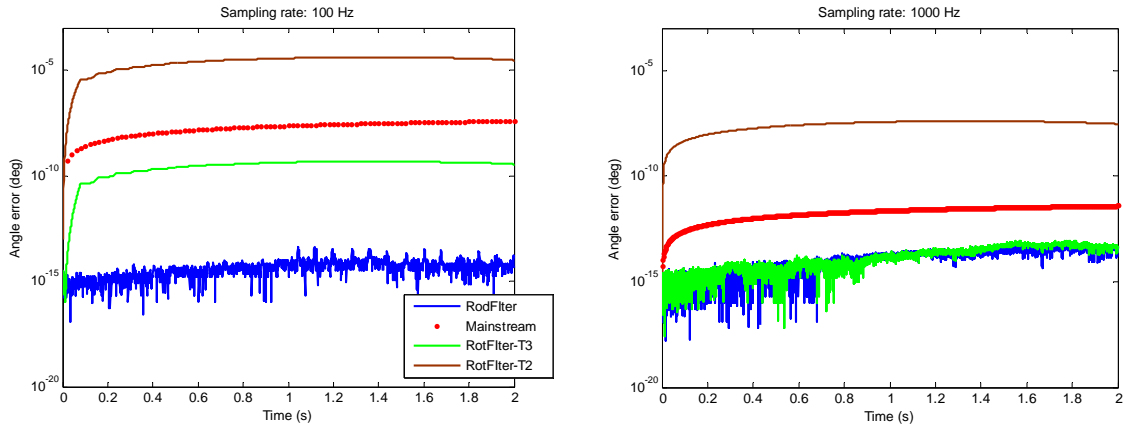 Sampling rate: 100 Hz
10^-5
10^-10
10^-15
10^-20
Angle error (deg)
0 0.2 0.4 0.6 0.8 1 1.2 1.4 1.6 1.8 2
Time (s)
RodFIter
Mainstream
RotFIter-T3
RotFIter-T2
Sampling rate: 1000 Hz
10^-5
10^-10
10^-15
10^-20
Angle error (deg)
0 0.2 0.4 0.6 0.8 1 1.2 1.4 1.6 1.8 2
Time (s)